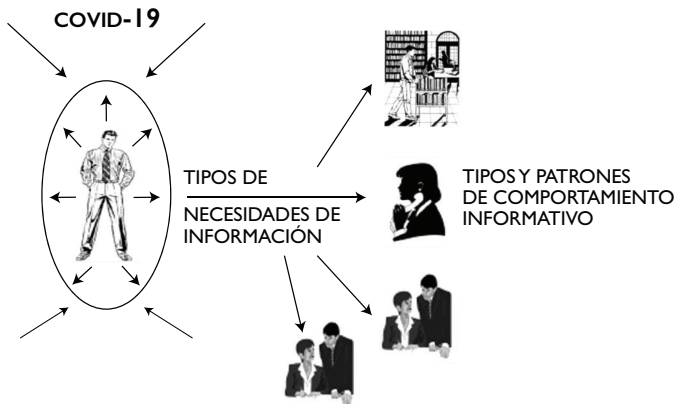 COVID-19
TIPOS DE
NECESIDADES DE
INFORMACIÓN
TIPOS Y PATRONES
DE COMPORTAMIENTO
INFORMATIVO